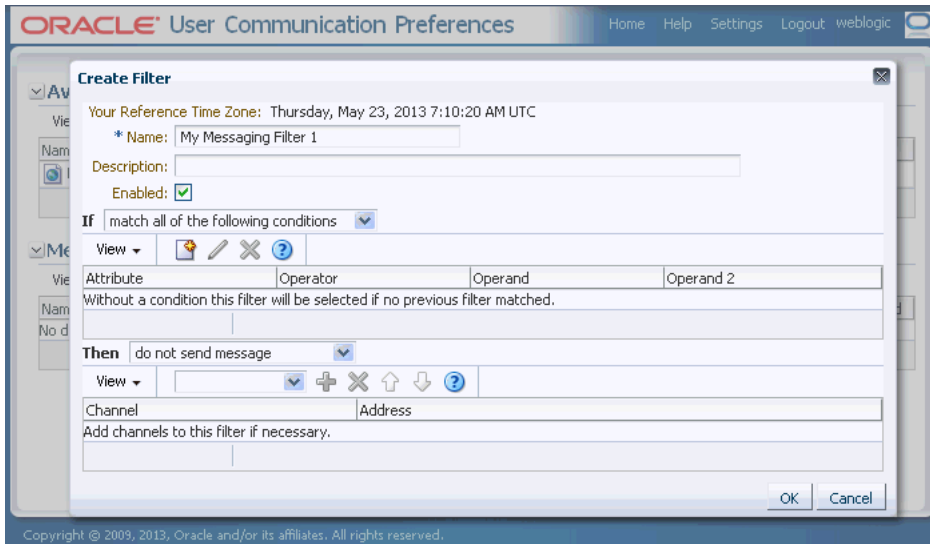 ORACLE User Communication Preferences Home Help Settings Logout weblogic
Create Filter
Your Reference Time Zone: Thursday, May 23, 2013 7:10:20 AM UTC
* Name: My Messaging Filter 1
Description:
Enabled:
If match all of the following conditions
View
Attribute Operator Operand Operand 2
Without a condition this filter will be selected if no previous filter matched.
Then do not send message
View
Channel Address
Add channels to this filter if necessary.
OK Cancel
Copyright © 2009, 2013, Oracle and/or its affiliates. All rights reserved.